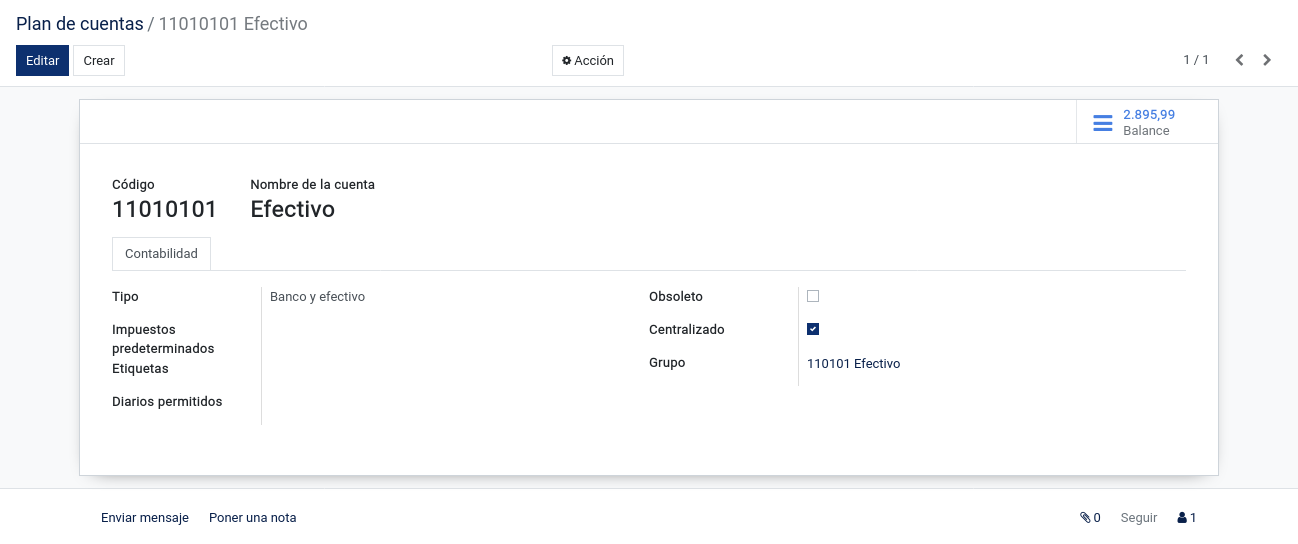 Plan de cuentas / 11010101 Efectivo
Editar Crear Acción 1 / 1
2.895,99
Balance
Código Nombre de la cuenta
11010101 Efectivo
Contabilidad
Tipo Banco y efectivo Obsoleto
Impuestos predeterminados Centralizado
Etiquetas Grupo 110101 Efectivo
Diarios permitidos
Enviar mensaje Poner una nota 0 Seguir 1